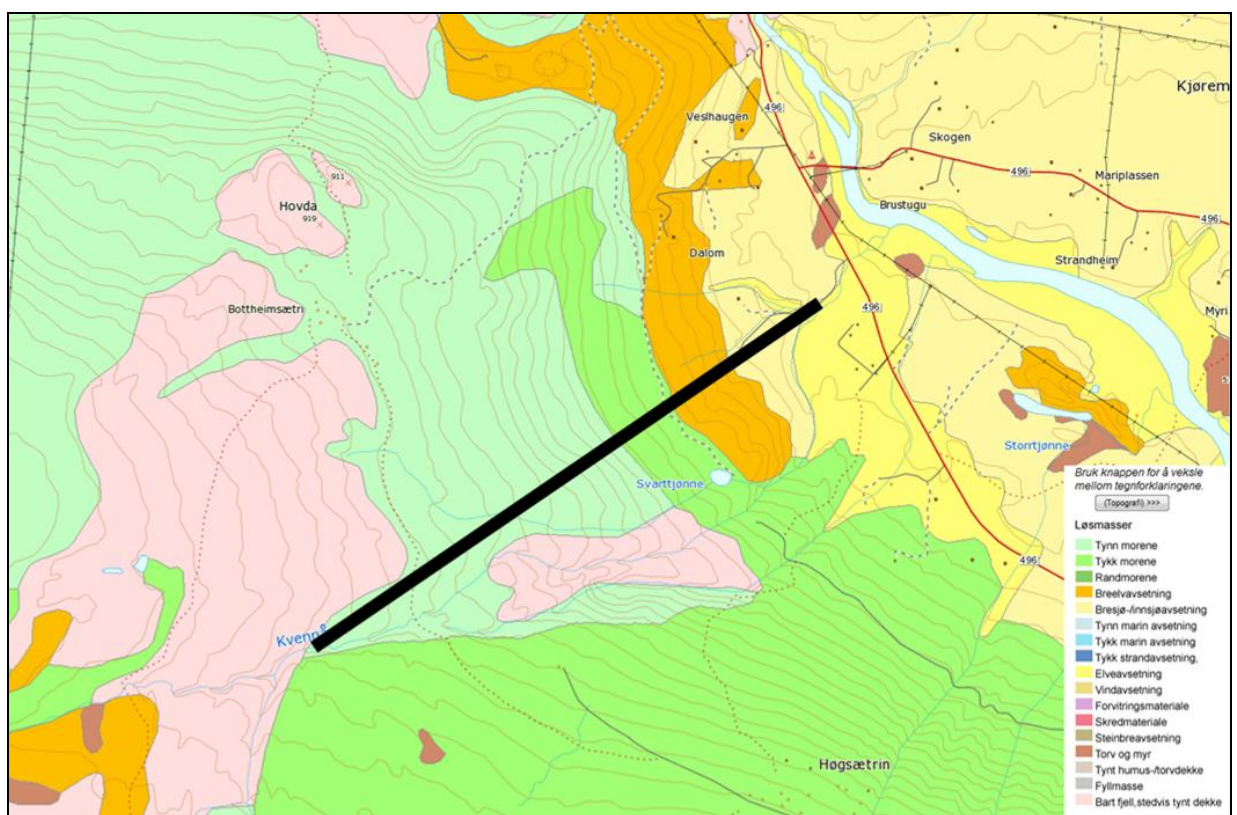 Kjørem
496
Veslhaugen
Skogen
911
496
Mariplassen
Hovda
919
Brustugu
496
Dalom
Strandheim
Bottheimsætri
496
Myri
Storrtjønne
Svarttjønne
Bruk knappen for å veksle
mellom tegnforklaringene.
(Topografi) >>>
Løsmasser
Tynn morene
Tykk morene
496
Randmorene
Breelvavsetning
Bresjø-/innsjøavsetning
Tynn marin avsetning
Tykk marin avsetning
Kvennå
Tykk strandavsetning,
Elveavsetning
Vindavsetning
Forvitringsmateriale
Skredmateriale
Steinbreavsetning
Torv og myr
Høgsætrin
Tynt humus-/torvdekke
Fyllmasse
Bart fjell,stedvis tynt dekke